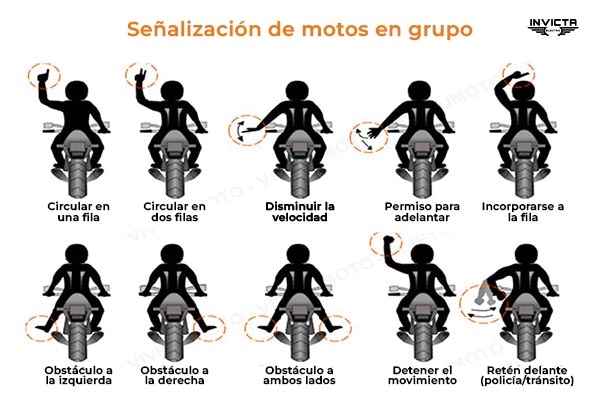 Señalización de motos en grupo
INVICTA
ELECTRIC
Circular en
una fila
Circular en
dos filas
Disminuir la
velocidad
Permiso para
adelantar
Incorporarse a
la fila
Obstáculo a
la izquierda
Obstáculo a
la derecha
Obstáculo a
ambos lados
Detener el
movimiento
Retén delante
(policía/tránsito)